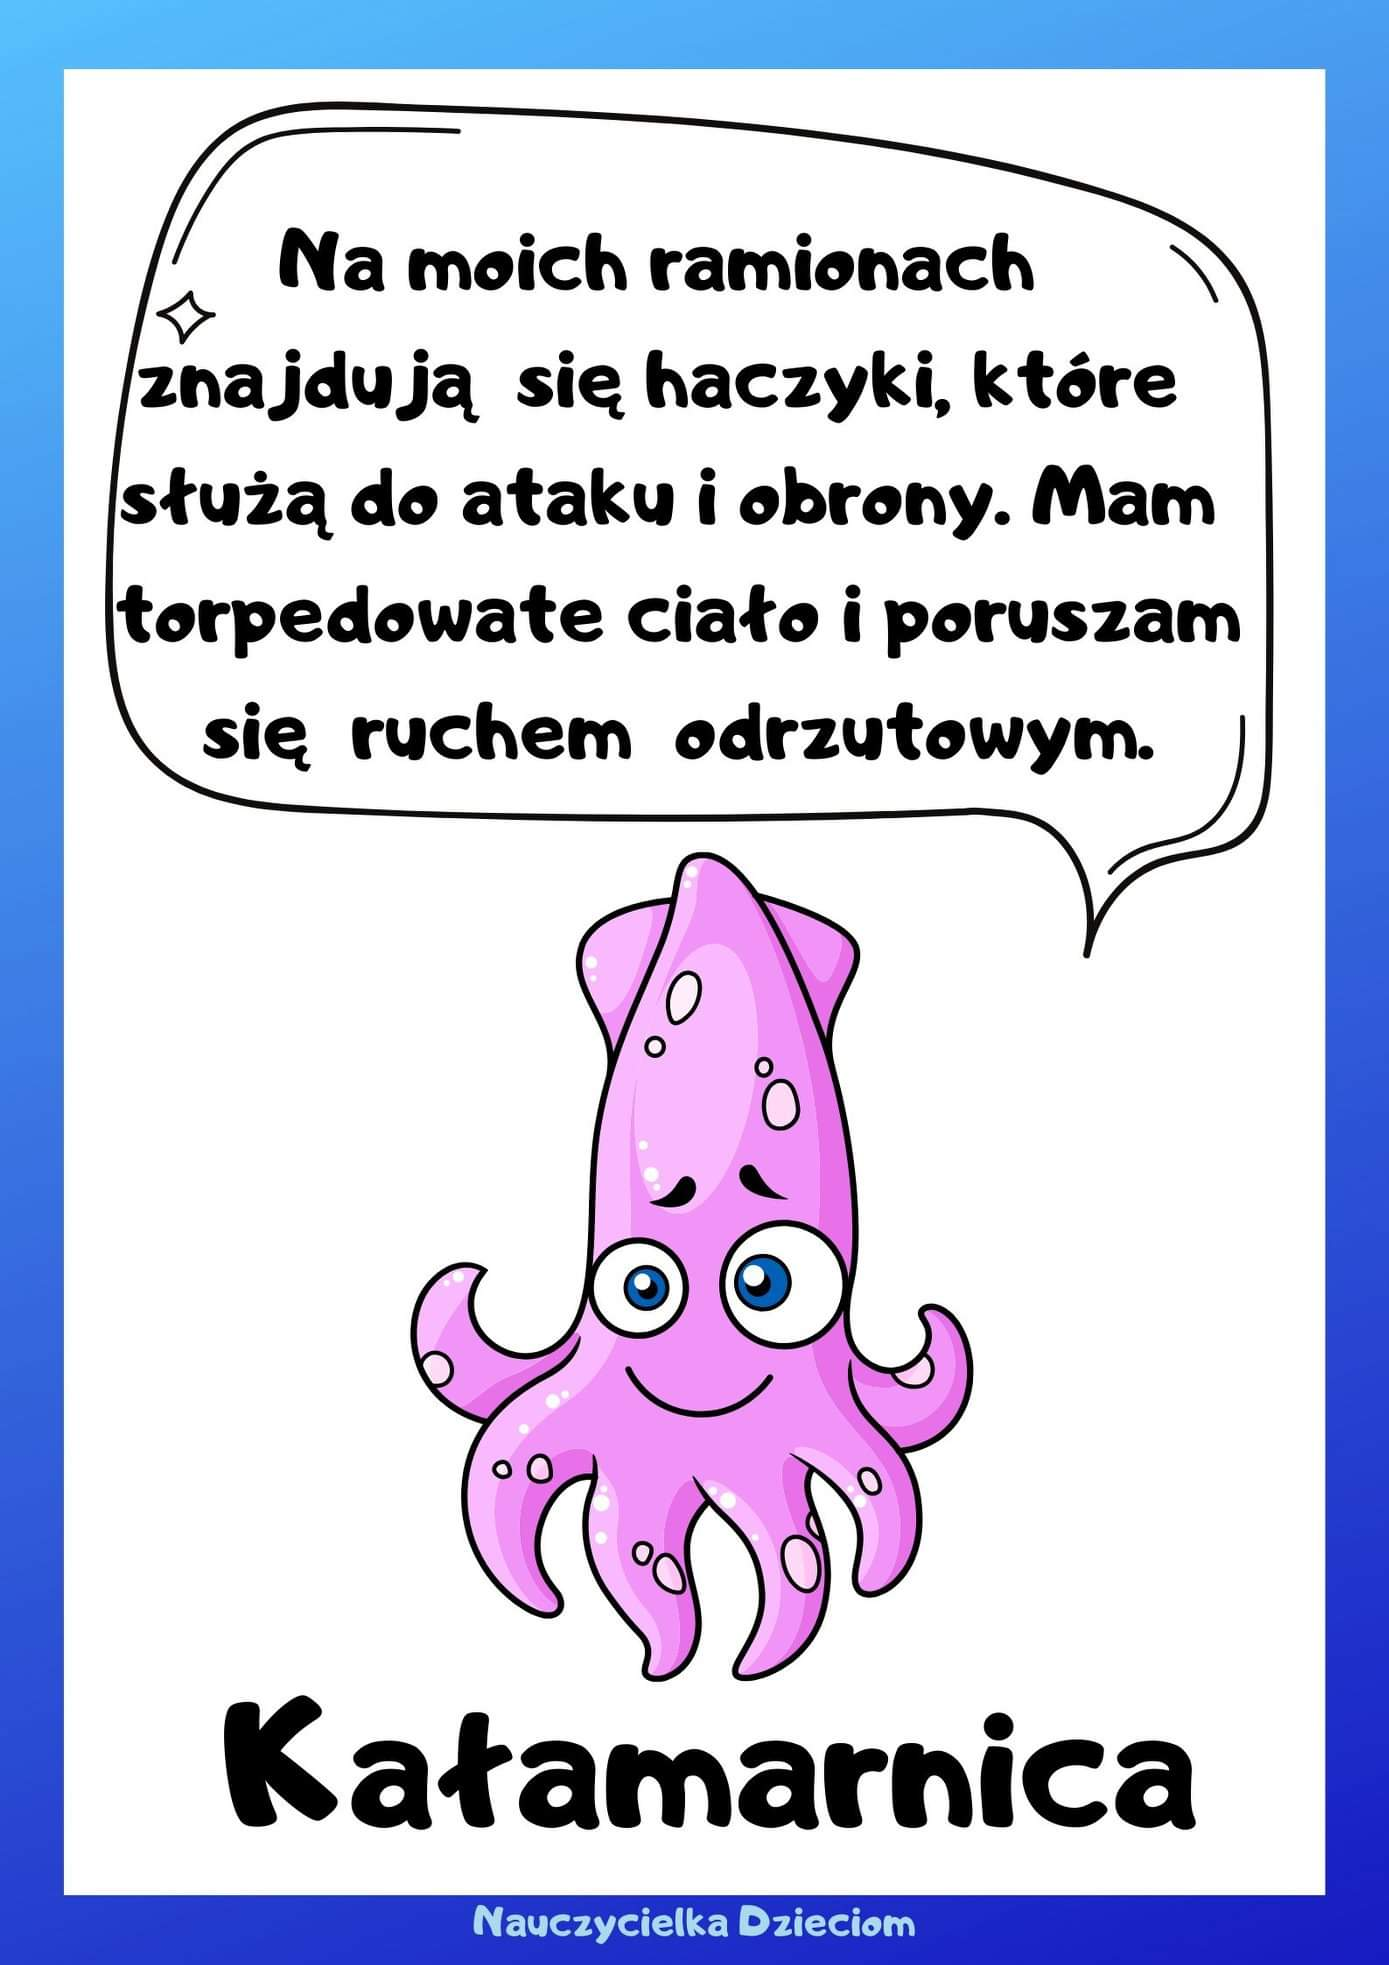 Na moich ramionach
znajdują się haczyki, które
służą do ataku i obrony. Mam
torpedowate ciało i poruszam
się ruchem odrzutowym.
Kałamarnica
Nauczycielka Dzieciom